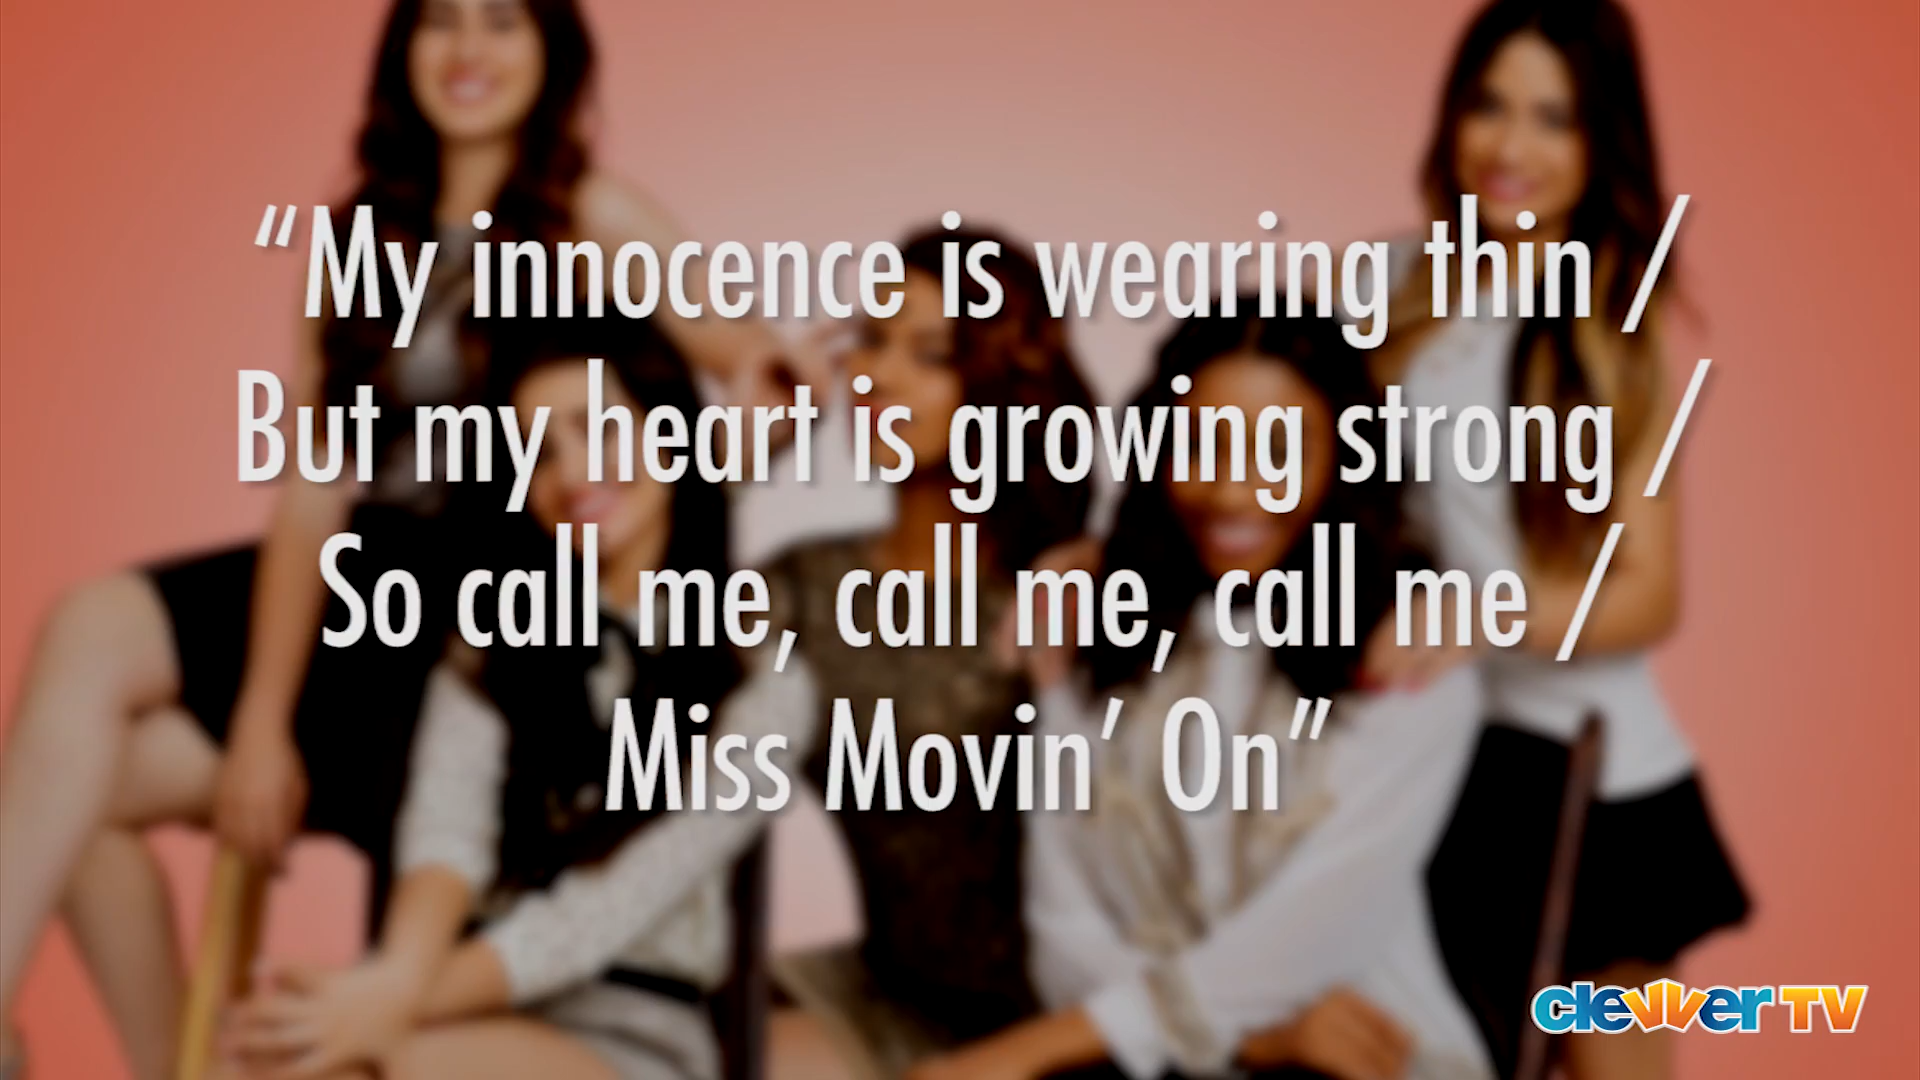 “My innocence is wearing thin /
But my heart is growing strong /
So call me, call me, call me /
Miss Movin’ On”
clevver TV